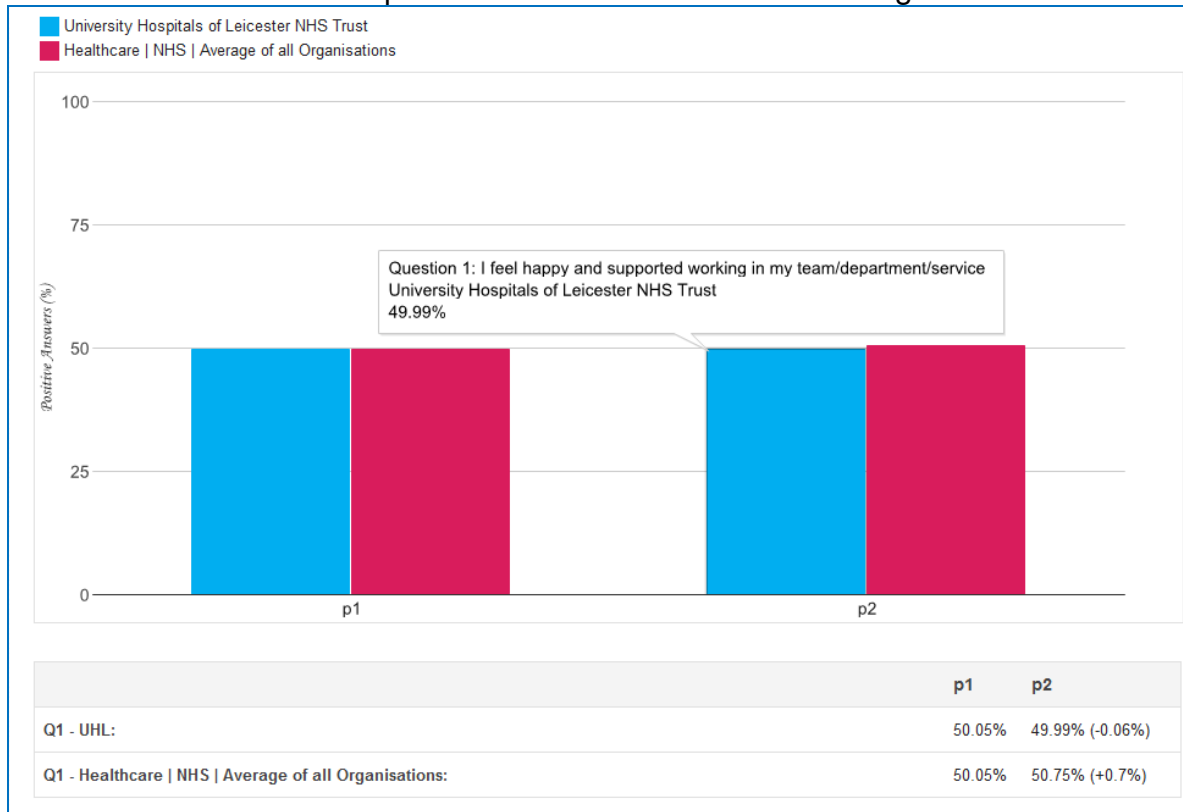 University Hospitals of Leicester NHS Trust
Healthcare | NHS | Average of all Organisations
100
75
Question 1: I feel happy and supported working in my team/department/service
University Hospitals of Leicester NHS Trust
49.99%
Positive Answers (%)
50
25
0
p1 p2
p1 p2
Q1 - UHL: 50.05% 49.99% (-0.06%)
Q1 - Healthcare | NHS | Average of all Organisations: 50.05% 50.75% (+0.7%)